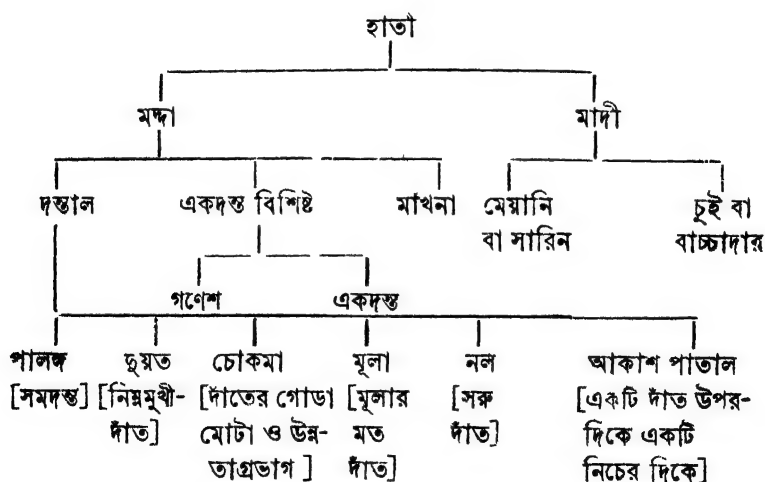 হাতী
মদ্দা মাদী
দন্তাল একদন্ত বিশিষ্ট মাখনা মেয়ানি চুই বা
বা সারিন বাচ্চাদার
গণেশ একদন্ত
পালঙ্গ দুয়ত চোকমা মূলা নল আকাশ পাতাল
[সমদন্ত] [নিম্নমুখী- [দাঁতের গোডা [মূলার [সরু [একটি দাঁত উপর-
দাঁত] মোটা ও উন্ন- মত দাঁত] দিকে একটি
তাগ্রভাগ ] দাঁত] নিচের দিকে]